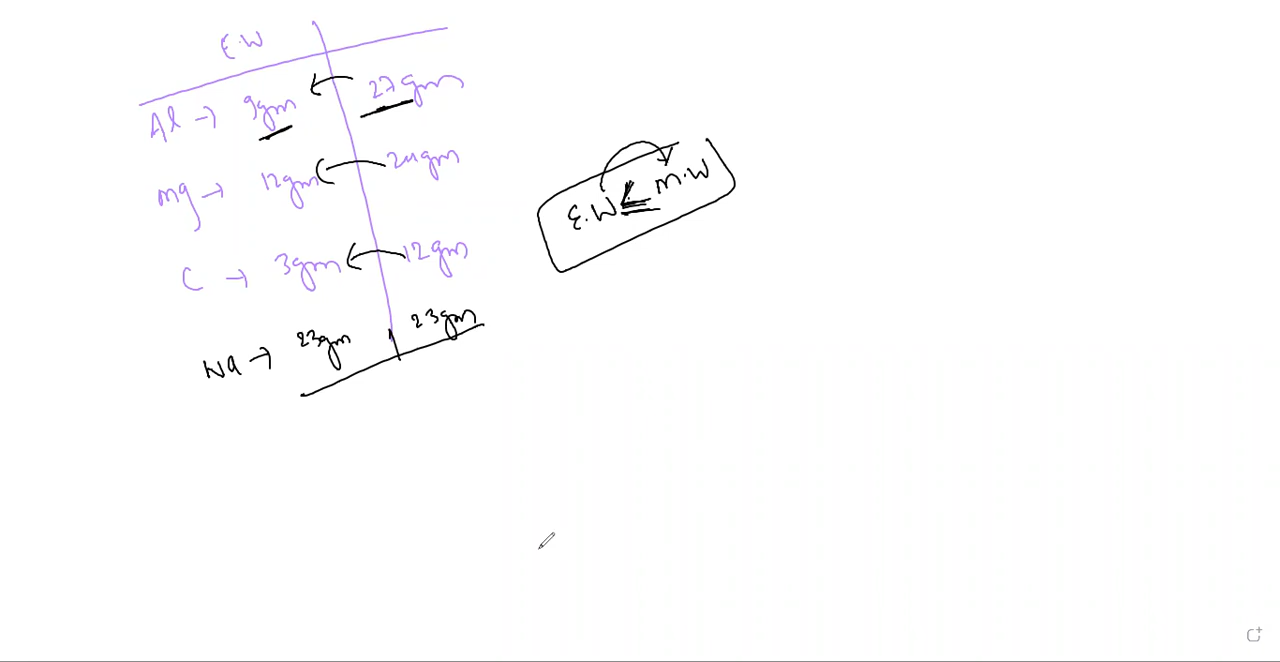 E.W
Al → 9gm 27gm
mg → 12gm 24gm
C → 3gm 12gm
Na → 23gm 23gm
E.W ≤ M.W